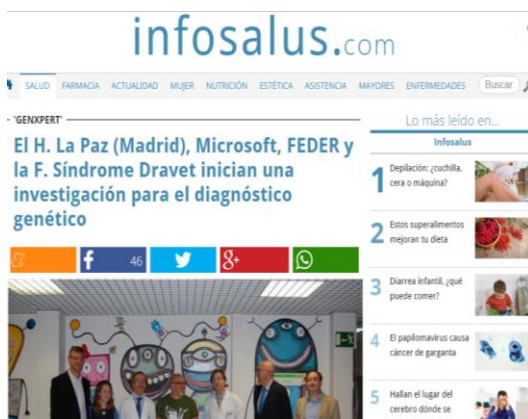 infosalus.com
SALUD FARMACIA ACTUALIDAD MUJER NUTRICIÓN ESTÉTICA ASISTENCIA MAYORES ENFERMEDADES Buscar
'GENXPERT'
El H. La Paz (Madrid), Microsoft, FEDER y
la F. Síndrome Dravet inician una
investigación para el diagnóstico
genético
f 46 g+
Lo más leído en...
Infosalus
1 Depilación: ¿cuchilla,
cera o máquina?
2 Estos superalimentos
mejoran tu dieta
3 Diarrea infantil, ¿qué
puede comer?
4 El papilomavirus causa
cáncer de garganta
5 Hallan el lugar del
cerebro dónde se